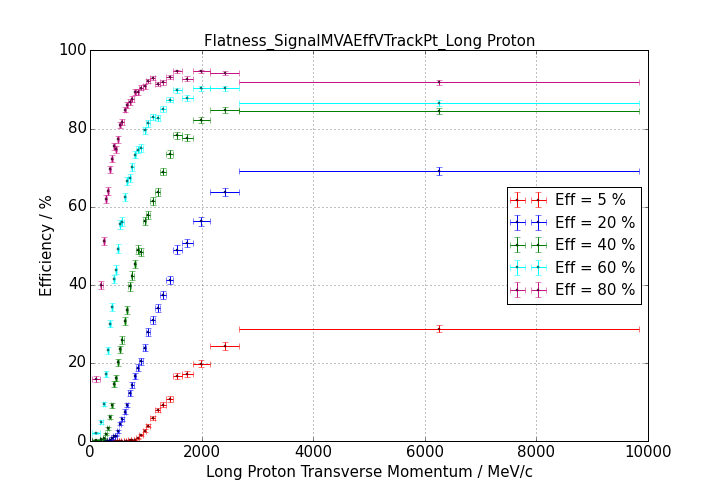 Flatness_SignalMVAEffVTrackPt_Long Proton
100
80
60
40
20
0
Efficiency / %
Eff = 5 %
Eff = 20 %
Eff = 40 %
Eff = 60 %
Eff = 80 %
0 2000 4000 6000 8000 10000
Long Proton Transverse Momentum / MeV/c